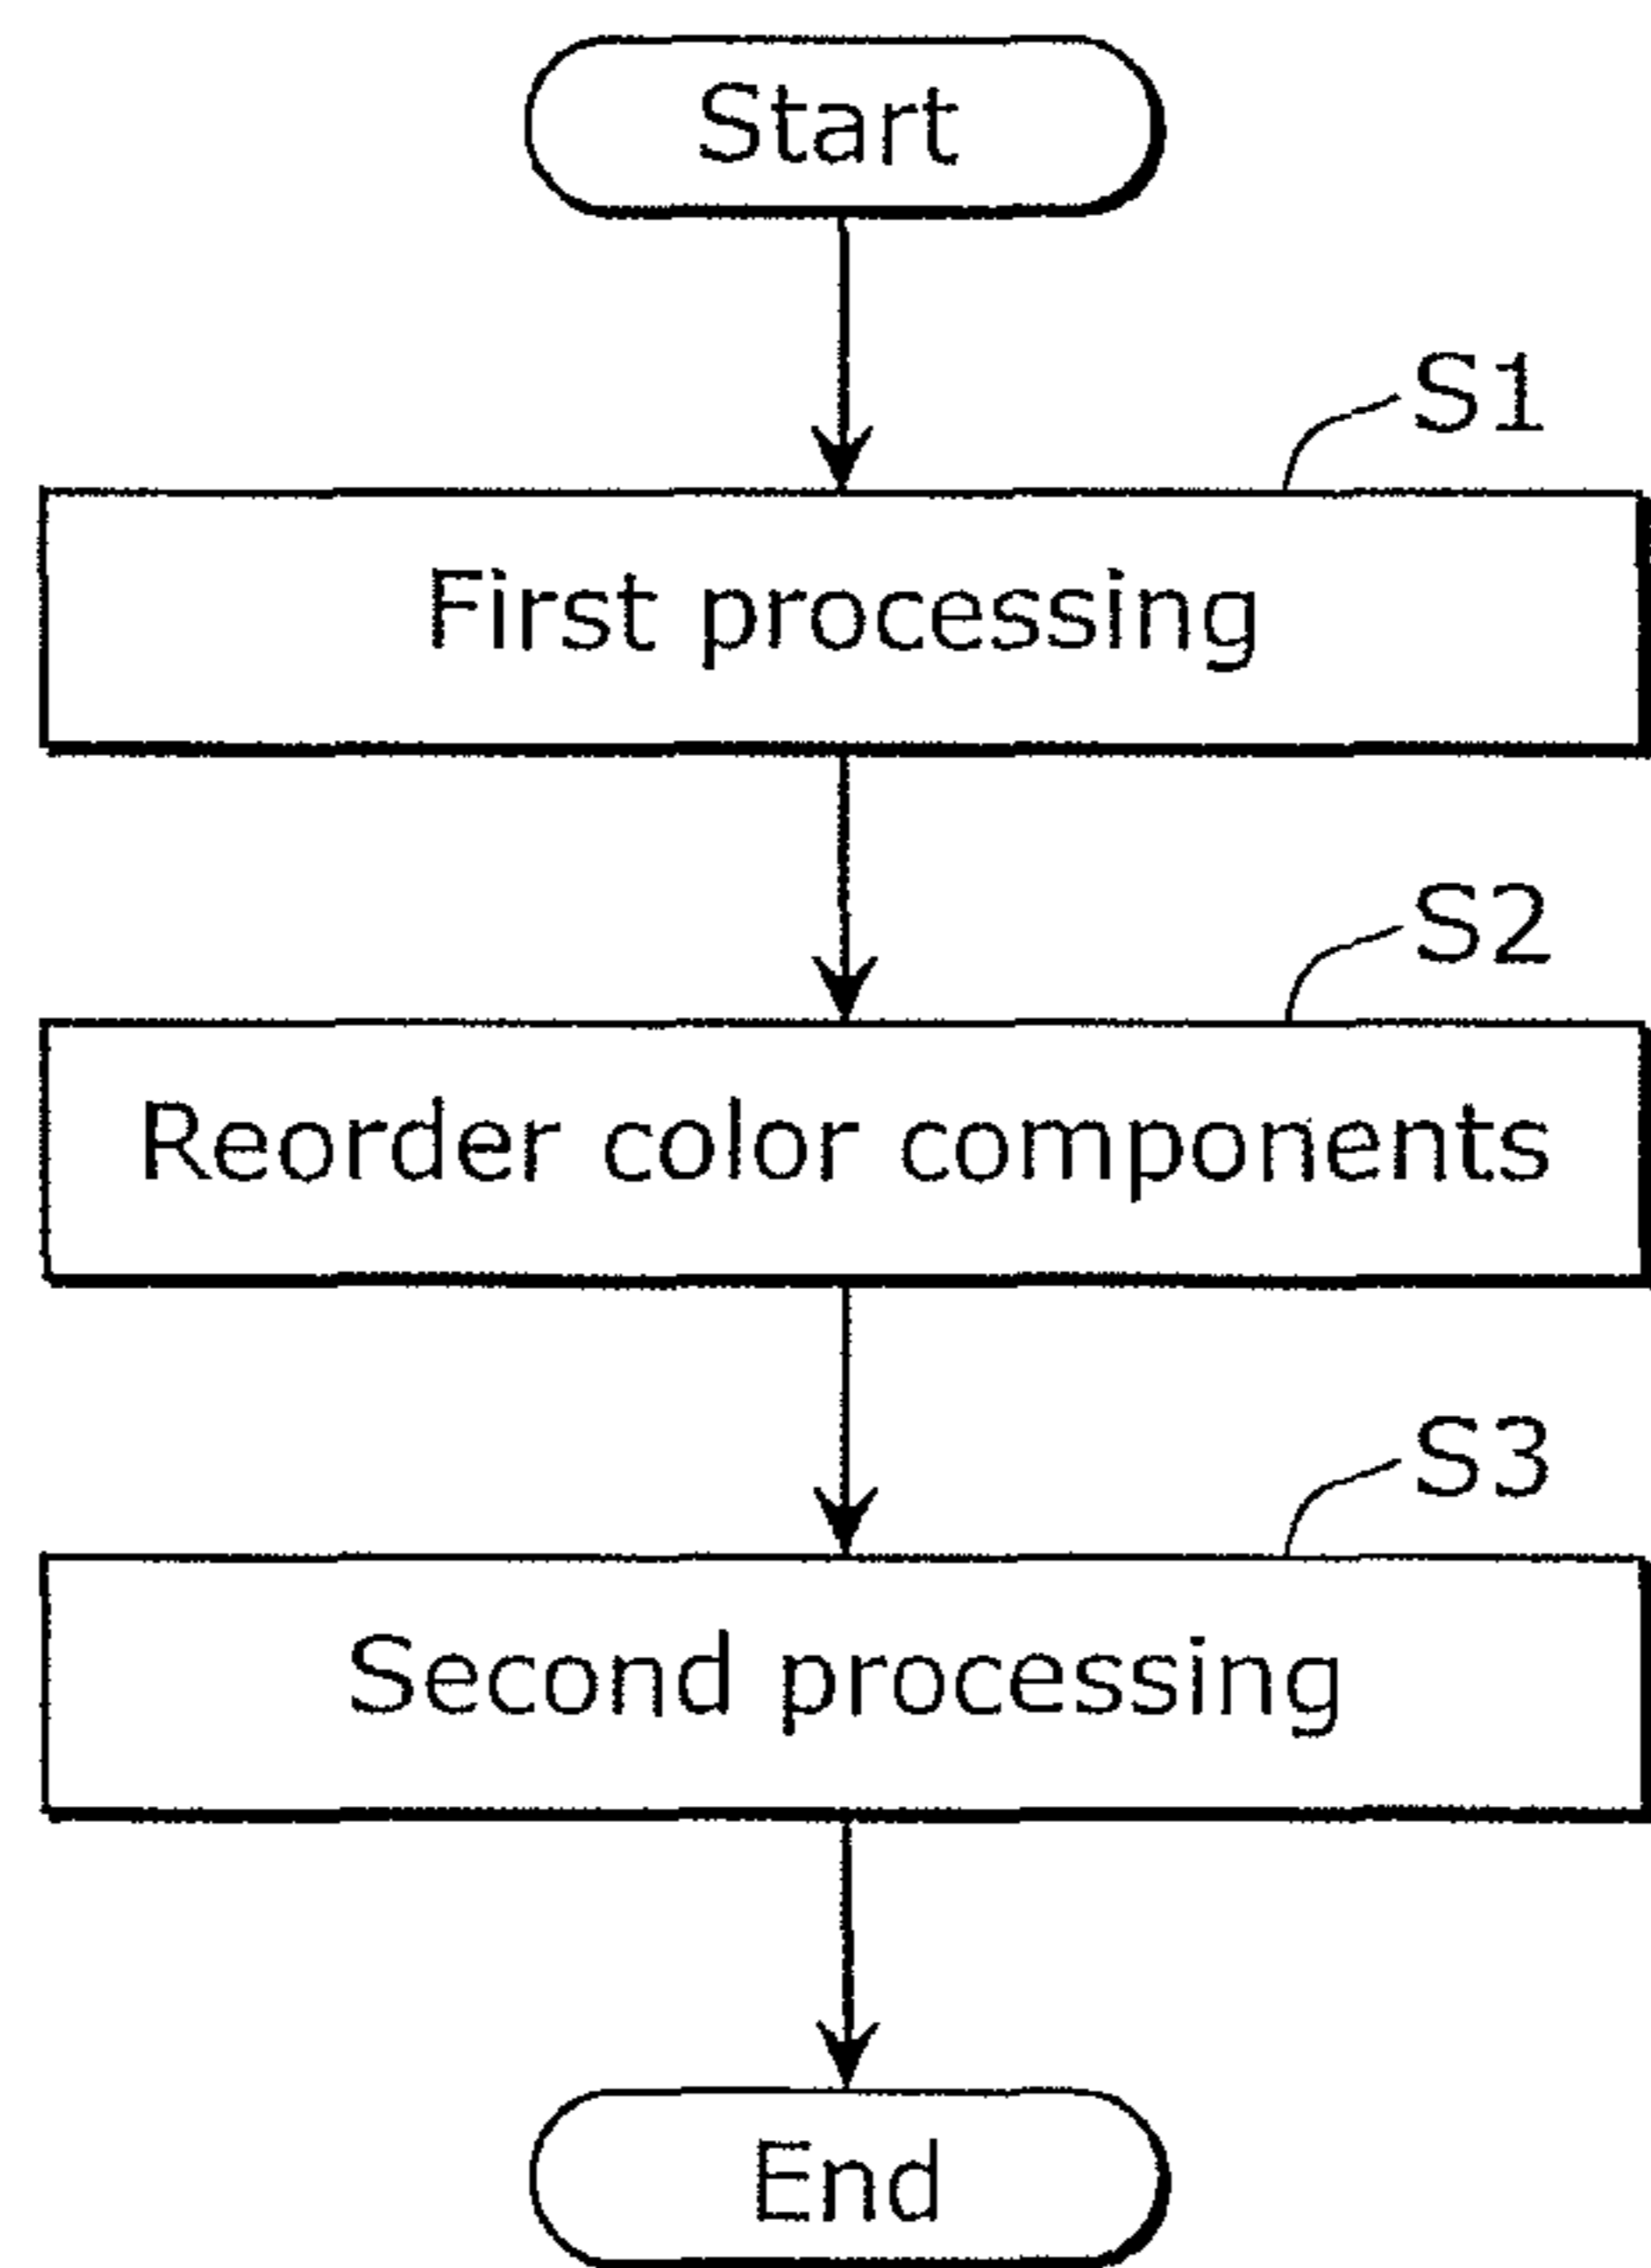 Start
S1
First processing
S2
Reorder color components
S3
Second processing
End